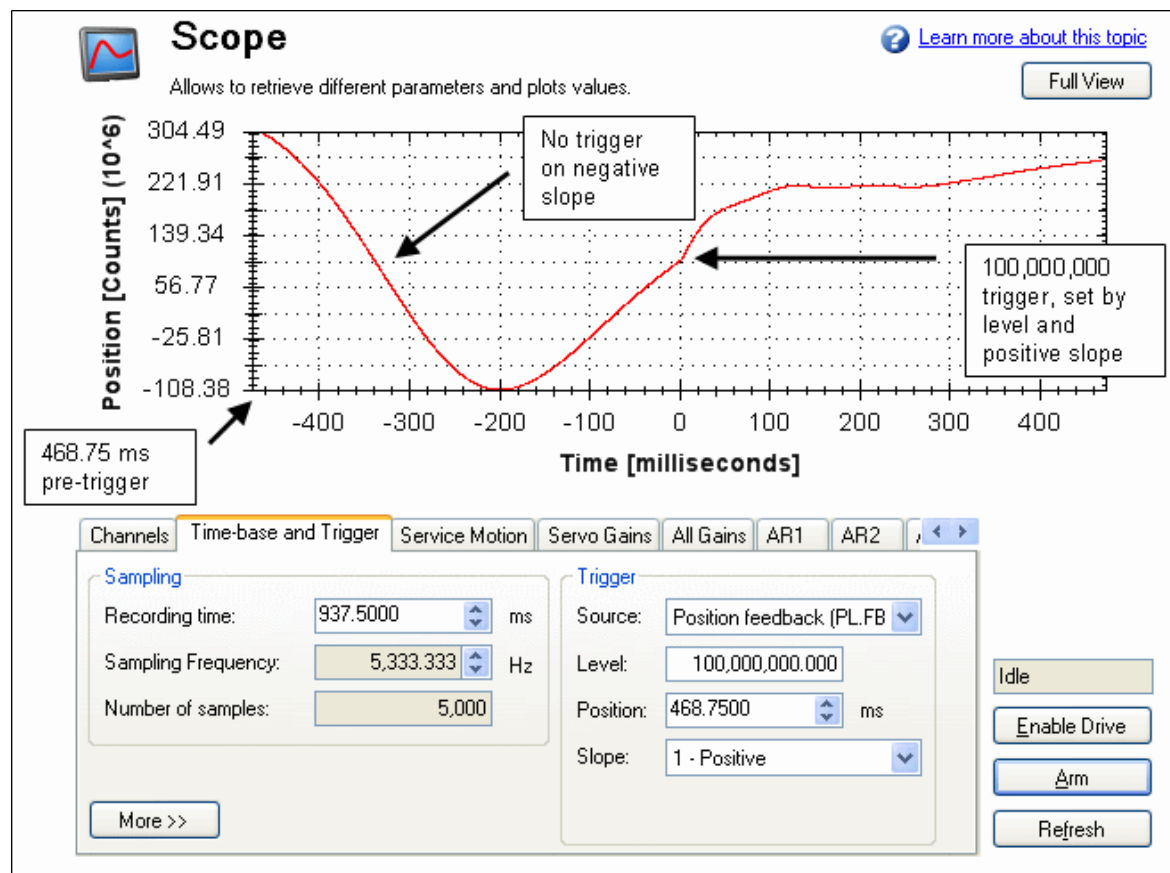 Scope
Learn more about this topic
Allows to retrieve different parameters and plots values.
Full View
Position [Counts] (10^6)
304.49
221.91
139.34
56.77
-25.81
-108.38
No trigger
on negative
slope
100,000,000
trigger, set by
level and
positive slope
468.75 ms
pre-trigger
-400 -300 -200 -100 0 100 200 300 400
Time [milliseconds]
Channels Time-base and Trigger Service Motion Servo Gains All Gains AR1 AR2
Sampling
Recording time: 937.5000 ms
Sampling Frequency: 5,333.333 Hz
Number of samples: 5,000
More >>
Trigger
Source: Position feedback (PL.FB
Level: 100,000,000.000
Position: 468.7500 ms
Slope: 1 - Positive
Idle
Enable Drive
Arm
Refresh